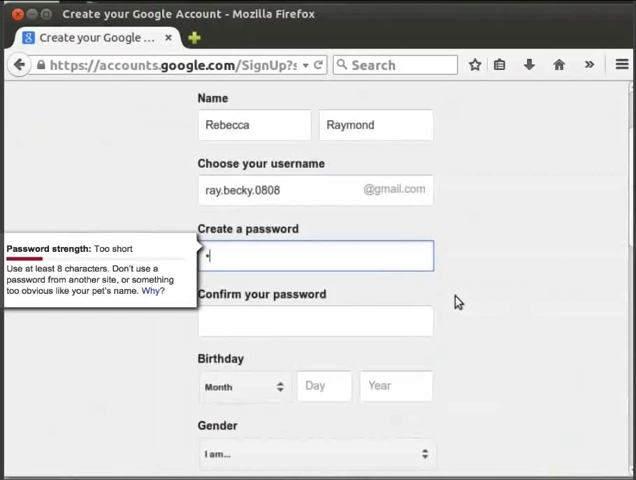 Create your Google Account - Mozilla Firefox
Create your Google ...
https://accounts.google.com/SignUp?s
Search
Name
Rebecca Raymond
Choose your username
ray.becky.0808 @gmail.com
Create a password
Password strength: Too short
Use at least 8 characters. Don't use a
password from another site, or something
too obvious like your pet's name. Why?
Confirm your password
Birthday
Month Day Year
Gender
I am...